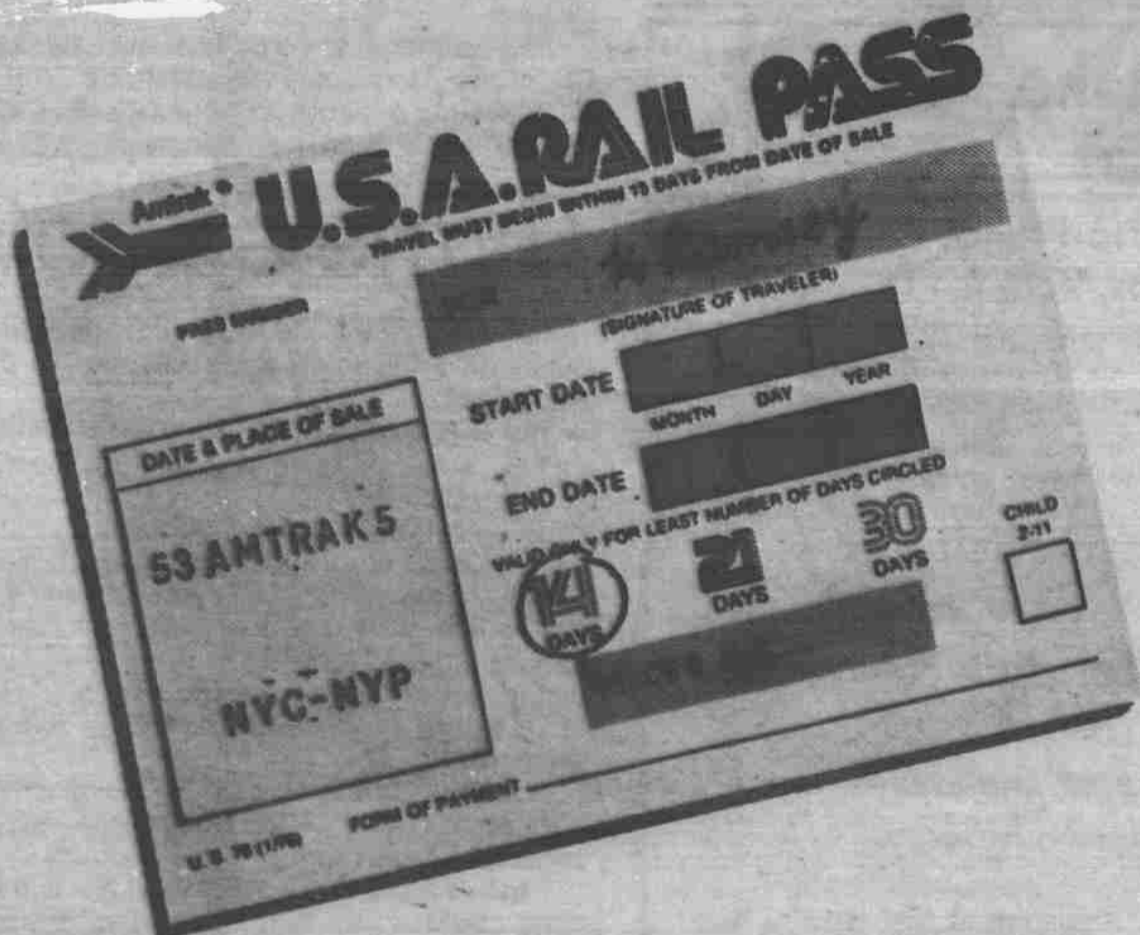 Amtrak
U.S.A. RAIL PASS
TRAVEL MUST BEGIN WITHIN 15 DAYS FROM DATE OF SALE
PASS NUMBER
(SIGNATURE OF TRAVELER)
START DATE
MONTH DAY YEAR
DATE & PLACE OF SALE
53 AMTRAK 5
NYC-NYP
END DATE
VALID ONLY FOR LEAST NUMBER OF DAYS CIRCLED
14 DAYS
21 DAYS
30 DAYS
CHILD
2-11
FORM OF PAYMENT